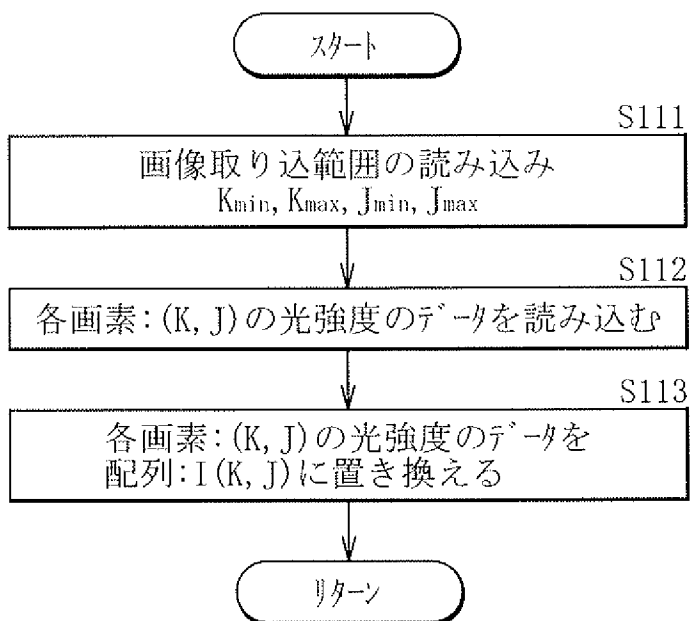 スタート
S111
画像取り込範囲の読み込み
Kmin, Kmax, Jmin, Jmax
S112
各画素:(K, J)の光強度のデータを読み込む
S113
各画素:(K, J)の光強度のデータを
配列:I(K, J)に置き換える
リターン